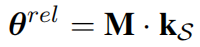 𝜽^{rel} = 𝐌 · 𝐤_𝒮